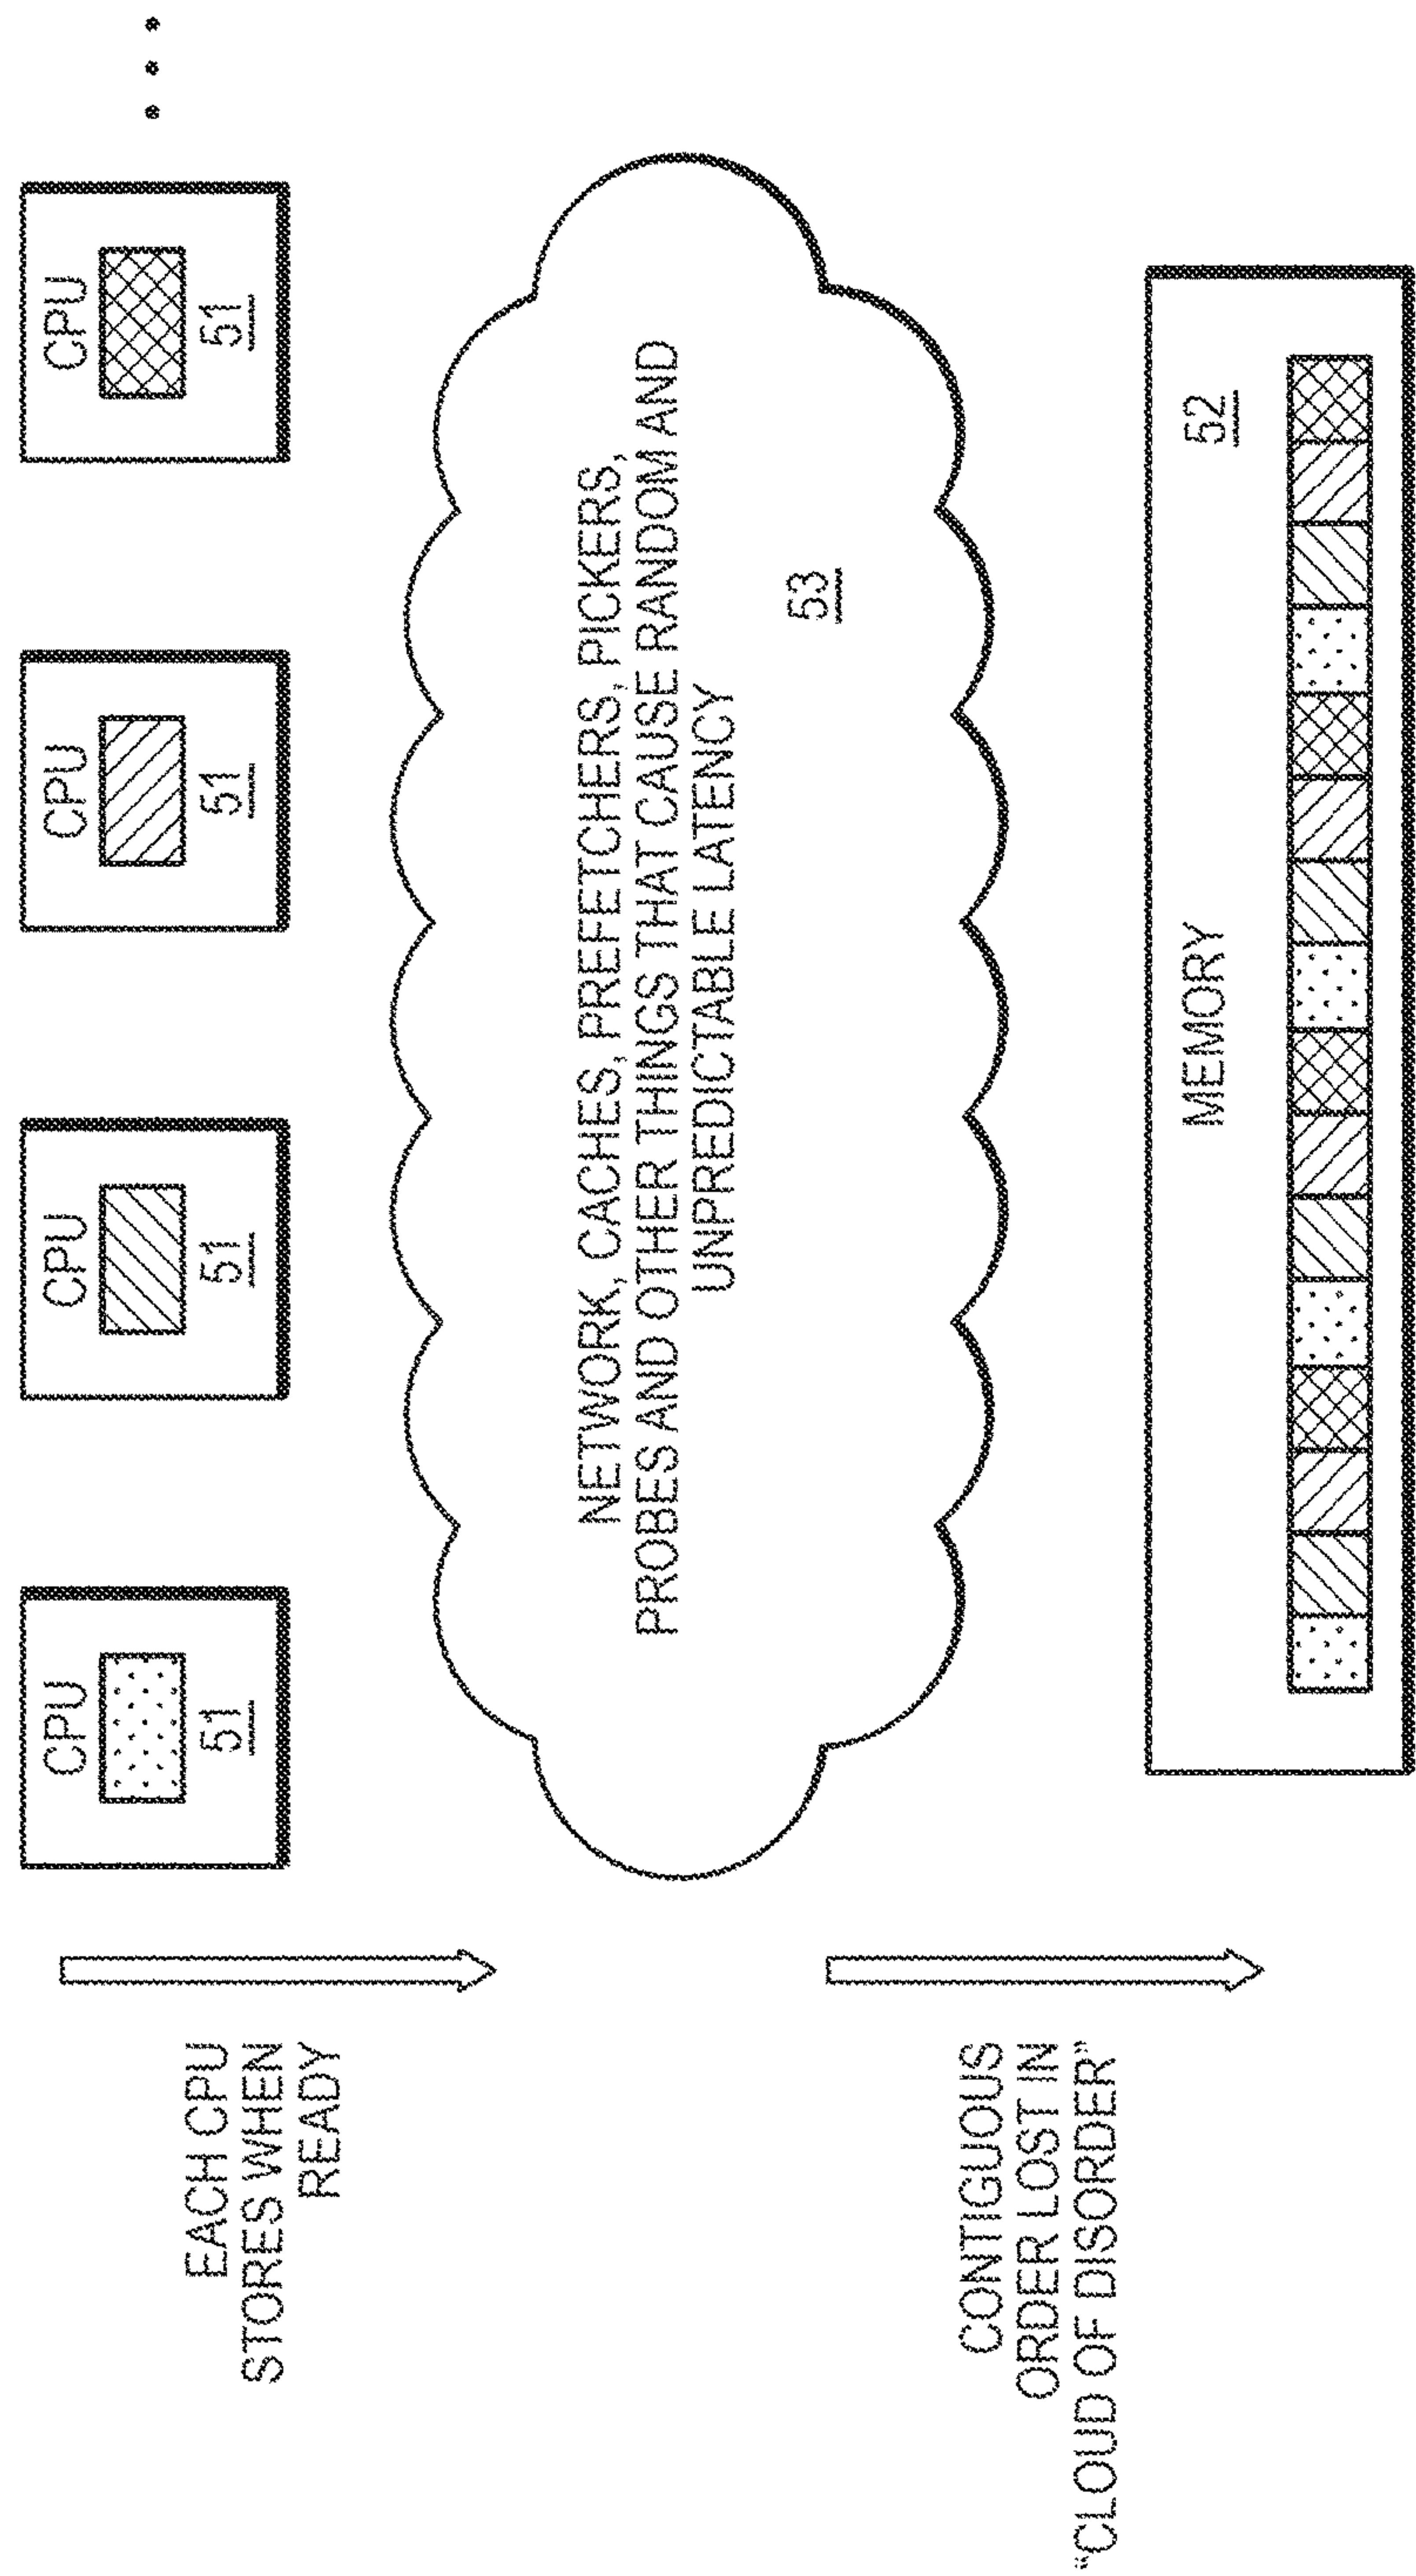 CPU
51
CPU
51
CPU
51
CPU
51
EACH CPU
STORES WHEN
READY
NETWORK, CACHES, PREFETCHERS, PICKERS,
PROBES AND OTHER THINGS THAT CAUSE RANDOM AND
UNPREDICTABLE LATENCY
53
CONTIGUOUS
ORDER LOST IN
“CLOUD OF DISORDER”
MEMORY
52